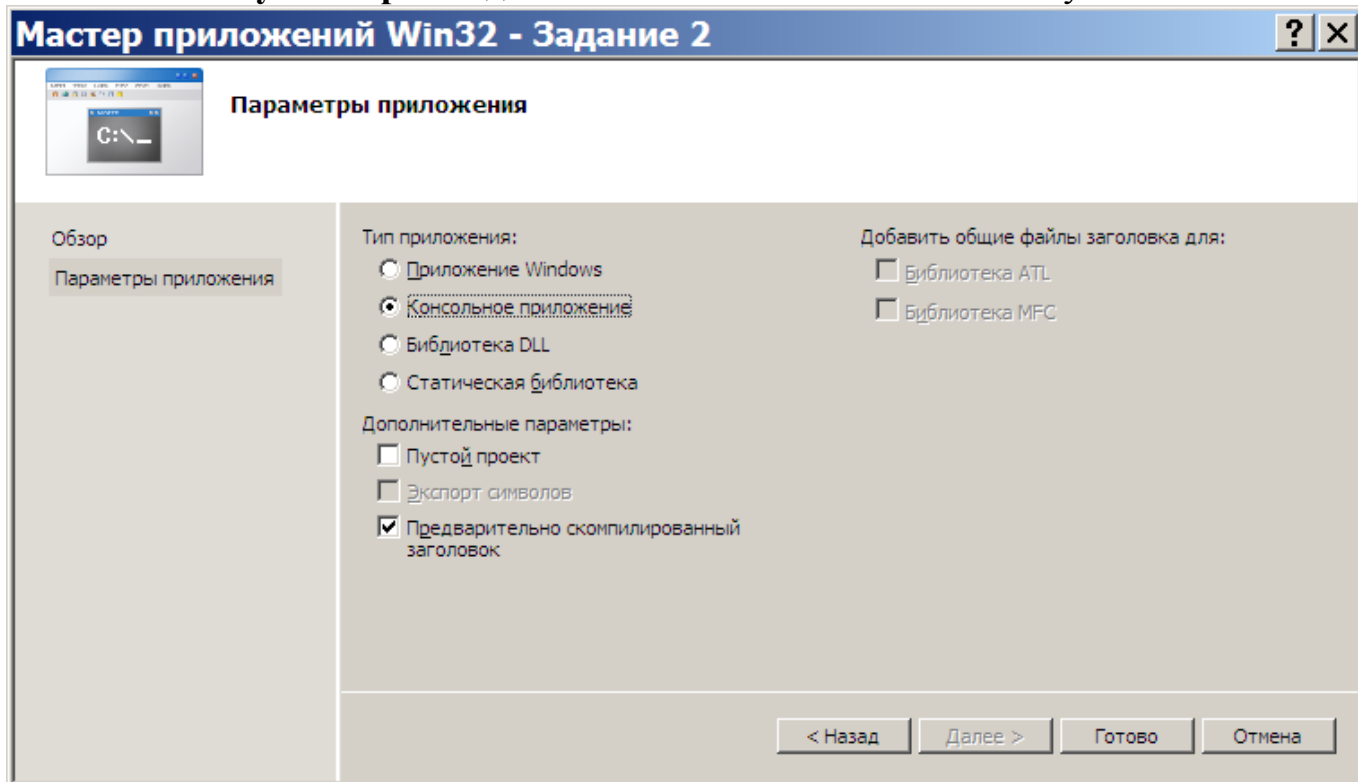 Мастер приложений Win32 - Задание 2
C:\_
Параметры приложения
Обзор
Параметры приложения
Тип приложения:
Приложение Windows
Консольное приложение
Библиотека DLL
Статическая библиотека
Дополнительные параметры:
Пустой проект
Экспорт символов
Предварительно скомпилированный
заголовок
Добавить общие файлы заголовка для:
Библиотека ATL
Библиотека MFC
< Назад
Далее >
Готово
Отмена